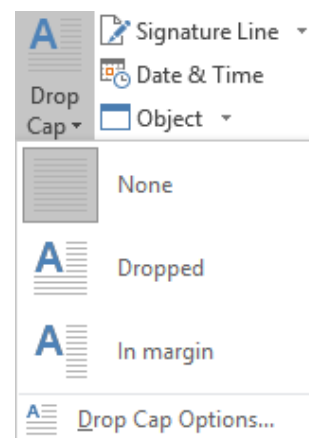 Signature Line
Date & Time
Drop
Cap
Object
None
Dropped
In margin
Drop Cap Options...